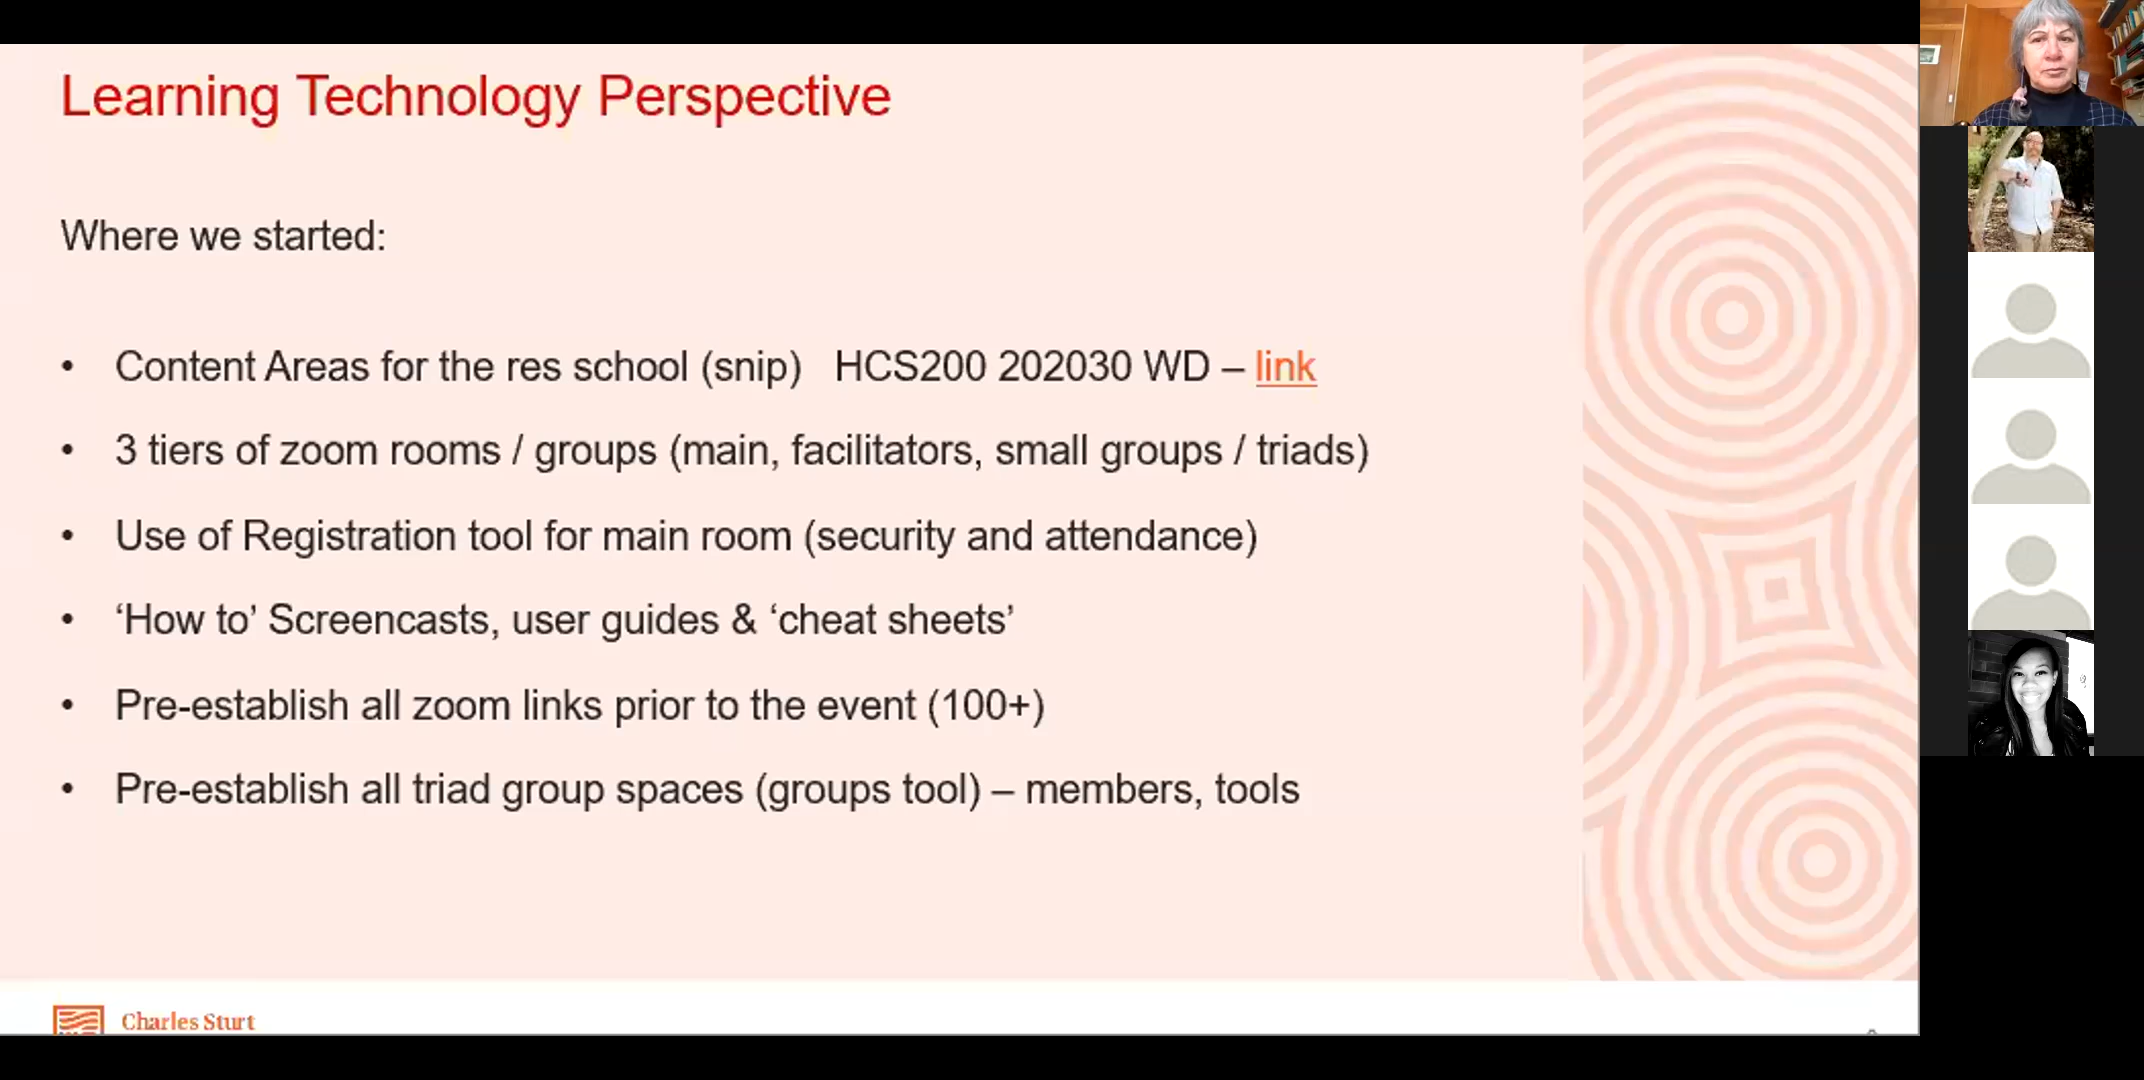 Learning Technology Perspective
Where we started:
• Content Areas for the res school (snip) HCS200 202030 WD – link
• 3 tiers of zoom rooms / groups (main, facilitators, small groups / triads)
• Use of Registration tool for main room (security and attendance)
• ‘How to’ Screencasts, user guides & ‘cheat sheets’
• Pre-establish all zoom links prior to the event (100+)
• Pre-establish all triad group spaces (groups tool) – members, tools
Charles Sturt